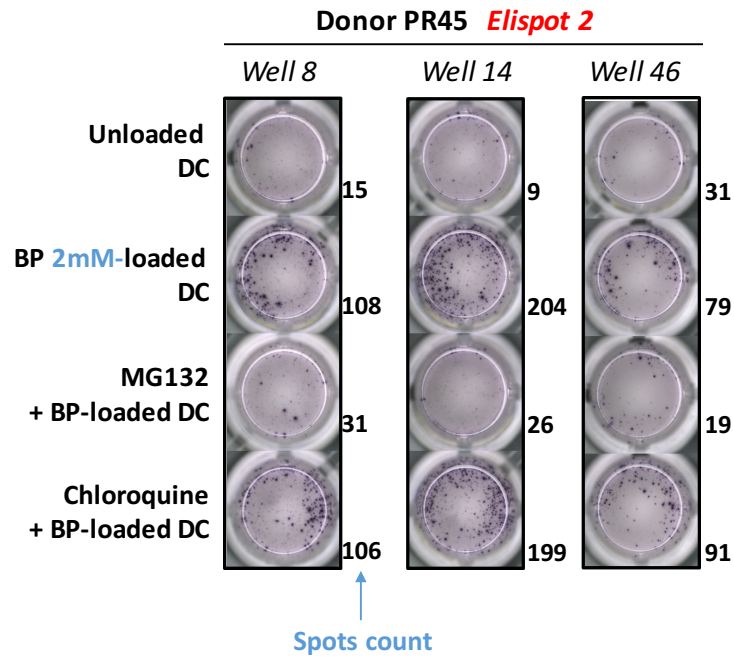 Donor PR45 Elispot 2
Well 8 Well 14 Well 46
Unloaded
DC
15 9 31
BP 2mM-loaded
DC
108 204 79
MG132
+ BP-loaded DC
31 26 19
Chloroquine
+ BP-loaded DC
106 199 91
Spots count